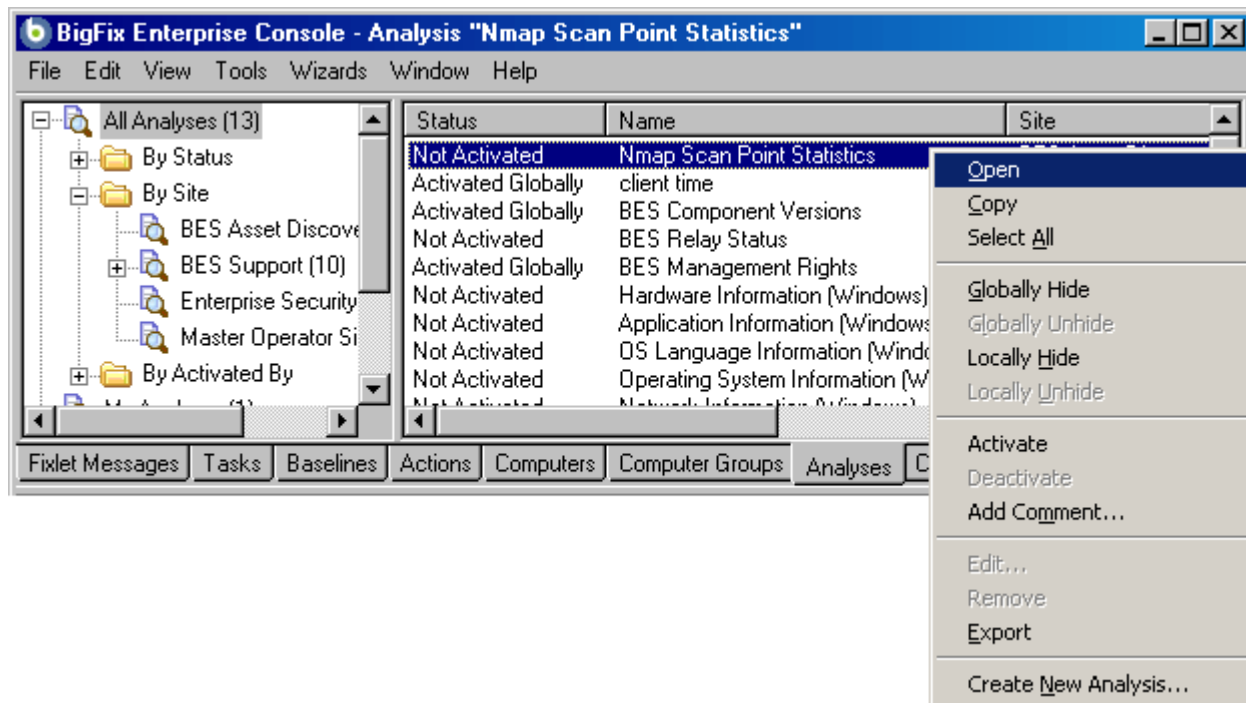 BigFix Enterprise Console - Analysis "Nmap Scan Point Statistics"
File Edit View Tools Wizards Window Help
All Analyses (13)
By Status
By Site
BES Asset
BES Support (10)
Enterprise Security
Master Operator
By Activated By
Status Name Site
Not Activated Nmap Scan Point Statistics
Activated Globally client time
Activated Globally BES Component Versions
Not Activated BES Relay Status
Activated Globally BES Management Rights
Not Activated Hardware Information (Windows)
Not Activated Application Information (Windows
Not Activated OS Language Information
Not Activated Operating System Information
Fixlet Messages Tasks Baselines Actions Computers Computer Groups Analyses
Open
Copy
Select All
Globally Hide
Globally Unhide
Locally Hide
Locally Unhide
Activate
Deactivate
Add Comment...
Edit...
Remove
Export
Create New Analysis...